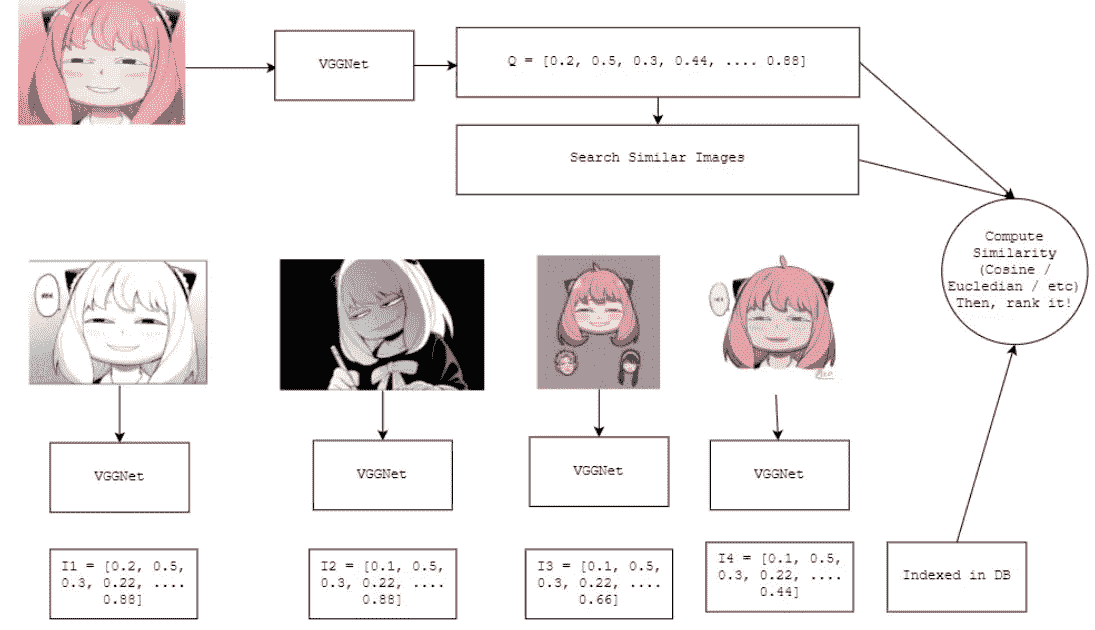 VGGNet
Q = [0.2, 0.5, 0.3, 0.44, .... 0.88]
Search Similar Images
Compute
Similarity
(Cosine /
Eucledian / etc)
Then, rank it!
VGGNet
VGGNet
VGGNet
VGGNet
I1 = [0.2, 0.5,
0.3, 0.22, ....
0.88]
I2 = [0.1, 0.5,
0.3, 0.22, ....
0.88]
I3 = [0.1, 0.5,
0.3, 0.22, ....
0.66]
I4 = [0.1, 0.5,
0.3, 0.22, ....
0.44]
Indexed in DB